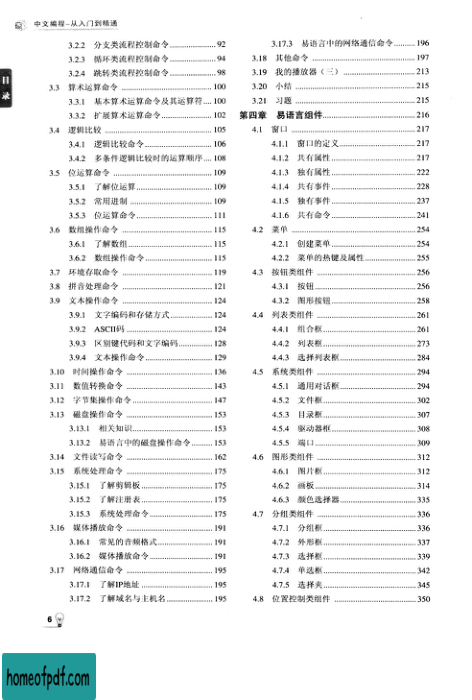 中文编程-从入门到精通
目录
3.2.2 分支类流程控制命令 92
3.2.3 循环类流程控制命令 94
3.2.4 跳转类流程控制命令 98
3.3 算术运算命令 100
3.3.1 基本算术运算命令及其运算符 100
3.3.2 扩展算术运算命令 102
3.4 逻辑比较 105
3.4.1 逻辑比较命令 106
3.4.2 多条件逻辑比较时的运算顺序 108
3.5 位运算命令 109
3.5.1 了解位运算 109
3.5.2 常用进制 109
3.5.3 位运算命令 111
3.6 数组操作命令 115
3.6.1 了解数组 115
3.6.2 数组操作命令 115
3.7 环境存取命令 119
3.8 拼音处理命令 121
3.9 文本操作命令 124
3.9.1 文字编码和存储方式 124
3.9.2 ASCII码 124
3.9.3 区别键代码和文字编码 128
3.9.4 文本操作命令 129
3.10 时间操作命令 136
3.11 数值转换命令 143
3.12 字节集操作命令 147
3.13 磁盘操作命令 153
3.13.1 相关知识 153
3.13.2 易语言中的磁盘操作命令 153
3.14 文件读写命令 162
3.15 系统处理命令 175
3.15.1 了解剪辑板 175
3.15.2 了解注册表 175
3.15.3 系统处理命令 175
3.16 媒体播放命令 191
3.16.1 常见的音频格式 191
3.16.2 媒体播放命令 191
3.17 网络通信命令 195
3.17.1 了解IP地址 195
3.17.2 了解域名与主机名 195
3.17.3 易语言中的网络通信命令 196
3.18 其他命令 197
3.19 我的播放器（三） 213
3.20 小结 215
3.21 习题 215
第四章 易语言组件 216
4.1 窗口 217
4.1.1 窗口的定义 217
4.1.2 共有属性 217
4.1.3 独有属性 222
4.1.4 共有事件 228
4.1.5 独有事件 237
4.1.6 共有命令 241
4.2 菜单 254
4.2.1 创建菜单 254
4.2.2 菜单的热键及属性 255
4.3 按钮类组件 256
4.3.1 按钮 256
4.3.2 图形按钮 258
4.4 列表类组件 261
4.4.1 组合框 261
4.4.2 列表框 273
4.4.3 选择列表框 284
4.5 系统类组件 294
4.5.1 通用对话框 294
4.5.2 文件框 302
4.5.3 目录框 307
4.5.4 驱动器框 308
4.5.5 端口 309
4.6 图形类组件 312
4.6.1 图片框 312
4.6.2 画板 314
4.6.3 颜色选择器 335
4.7 分组类组件 336
4.7.1 分组框 336
4.7.2 外形框 337
4.7.3 选择框 339
4.7.4 单选框 342
4.7.5 选择夹 345
4.8 位置控制类组件 350
6
homeofpdf.com